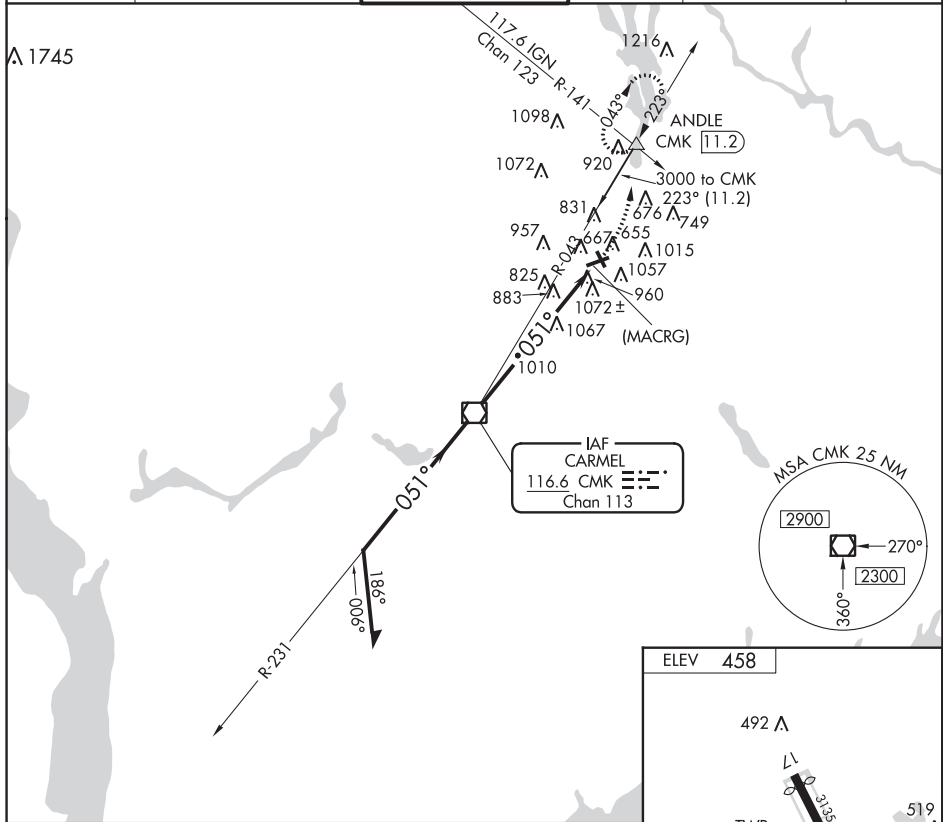 1745
117.6 IGN
Chan 123
R-141
1216
1098
043°
223°
ANDLE
CMK 11.2
920
1072
3000 to CMK
223° (11.2)
831
676
749
957
R-043
667
655
1015
825
1057
883
960
1072 ±
1067
(MACRG)
051°
1010
IAF
CARMEL
116.6 CMK
Chan 113
051°
MSA CMK 25 NM
2900
270°
2300
360°
186°
006°
R-231
ELEV 458
492
17
3135
519